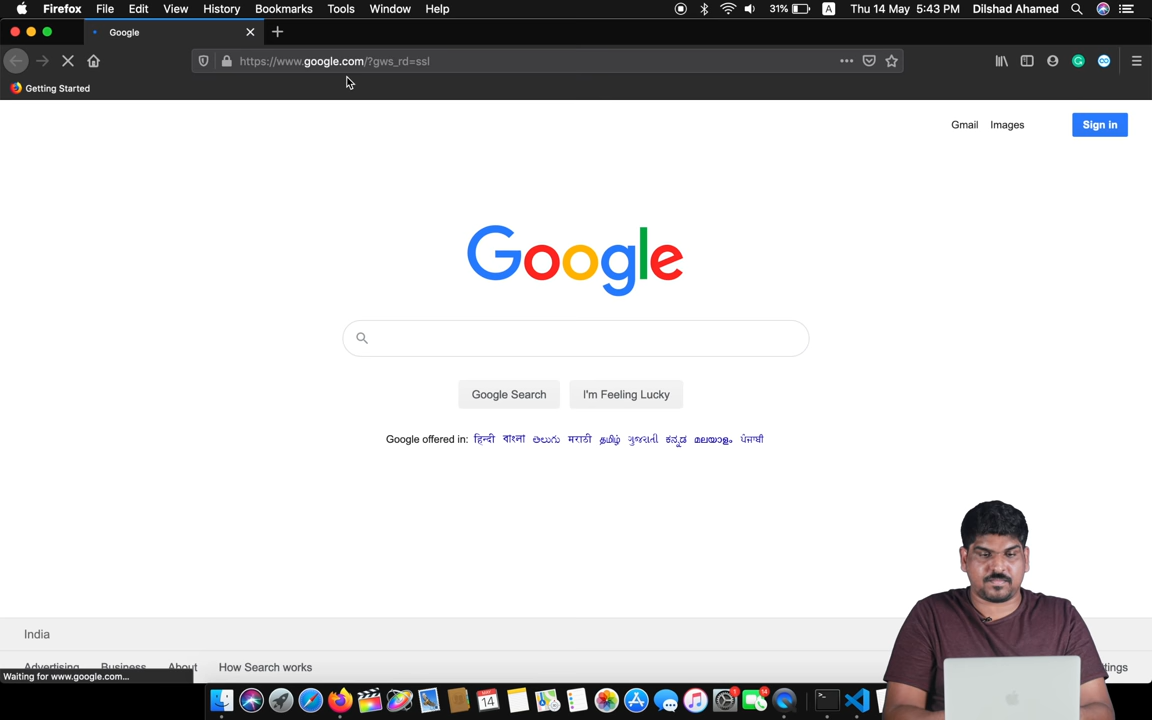 Firefox File Edit View History Bookmarks Tools Window Help 31% A Thu 14 May 5:43 PM Dilshad Ahamed
Google
https://www.google.com/?gws_rd=ssl
Getting Started
Gmail Images Sign in
Google
Google Search I'm Feeling Lucky
Google offered in: हिन्दी বাংলা తెలుగు मराठी தமிழ் ગુજરાતી ಕನ್ನಡ മലയാളം ਪੰਜਾਬੀ
India
Advertising Business About How Search works
Waiting for www.google.com...
14 1 14